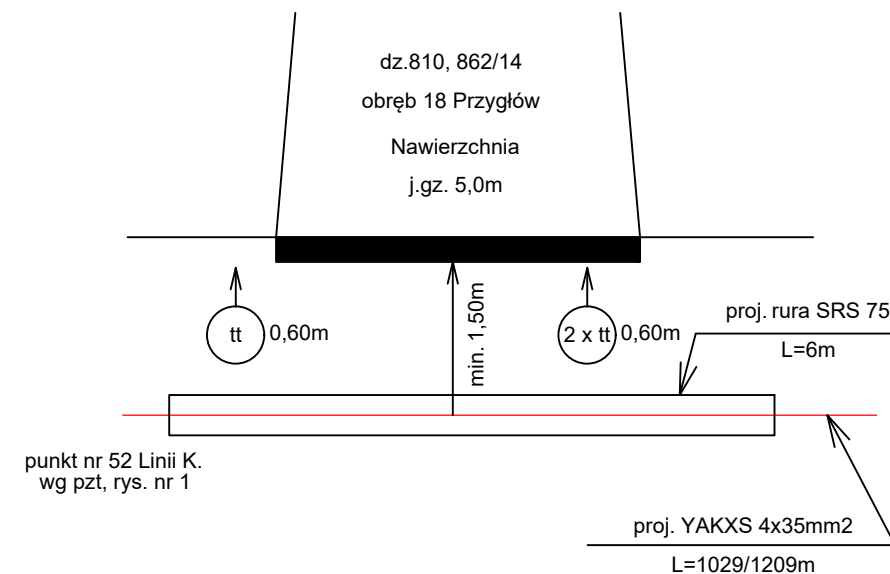 dz.810, 862/14
obręb 18 Przygłów
Nawierzchnia
j.gz. 5,0m
tt
0,60m
min. 1,50m
2 x tt
0,60m
proj. rura SRS 75
L=6m
punkt nr 52 Linii K.
wg pzt, rys. nr 1
proj. YAKXS 4x35mm2
L=1029/1209m